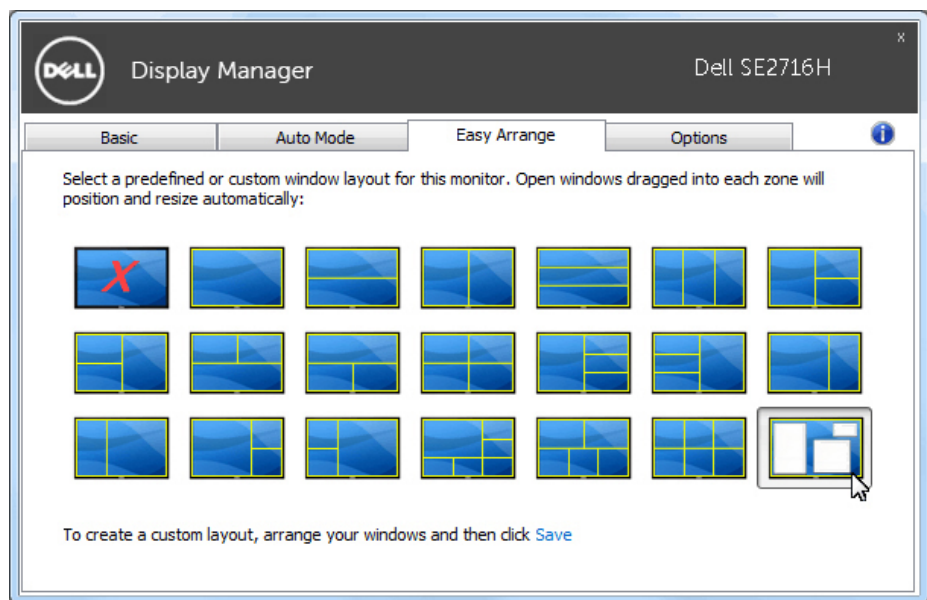 DELL
Display Manager
Dell SE2716H
x
Basic
Auto Mode
Easy Arrange
Options
i
Select a predefined or custom window layout for this monitor. Open windows dragged into each zone will
position and resize automatically:
X
To create a custom layout, arrange your windows and then click Save